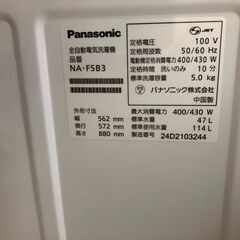 Panasonic
全自動電気洗濯機
品番
NA-F5B3
外形寸法
幅 562 mm
奥行 572 mm
高さ 880 mm
JET
定格電圧 100 V
定格周波数 50/60 Hz
電動機定格消費電力 400/430 W
定格時間 洗いのみ 10 分
標準洗濯容量 5.0 kg
パナソニック株式会社
中国製
最大消費電力 400/430 W
標準水量 47 L
標準使用水量 114 L
製造番号 24D2103244